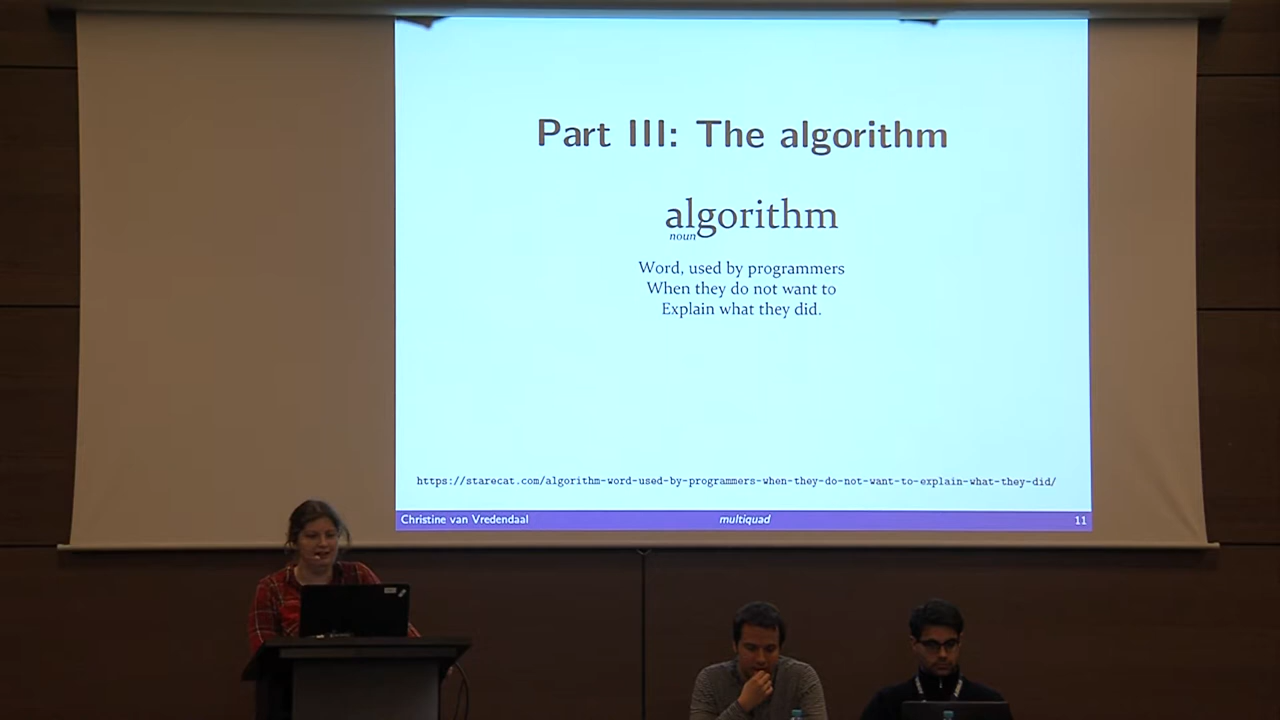 Part III: The algorithm
algorithm
noun
Word, used by programmers
When they do not want to
Explain what they did.
https://starecat.com/algorithm-word-used-by-programmers-when-they-do-not-want-to-explain-what-they-did/
Christine van Vredendaal multiquad 11